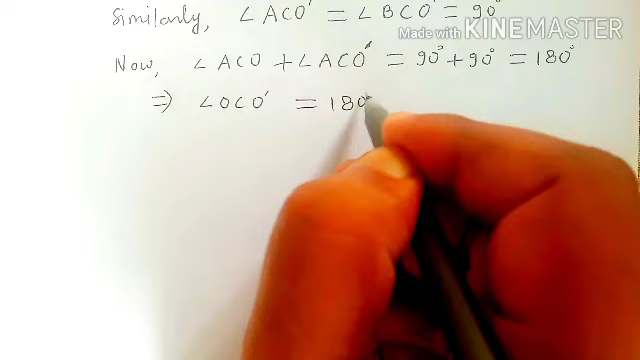 Similarly, ∠ACO' = ∠BCO' = 90°
Made with KINEMASTER
Now, ∠ACO + ∠ACO' = 90° + 90° = 180°
⇒ ∠OCO' = 180°